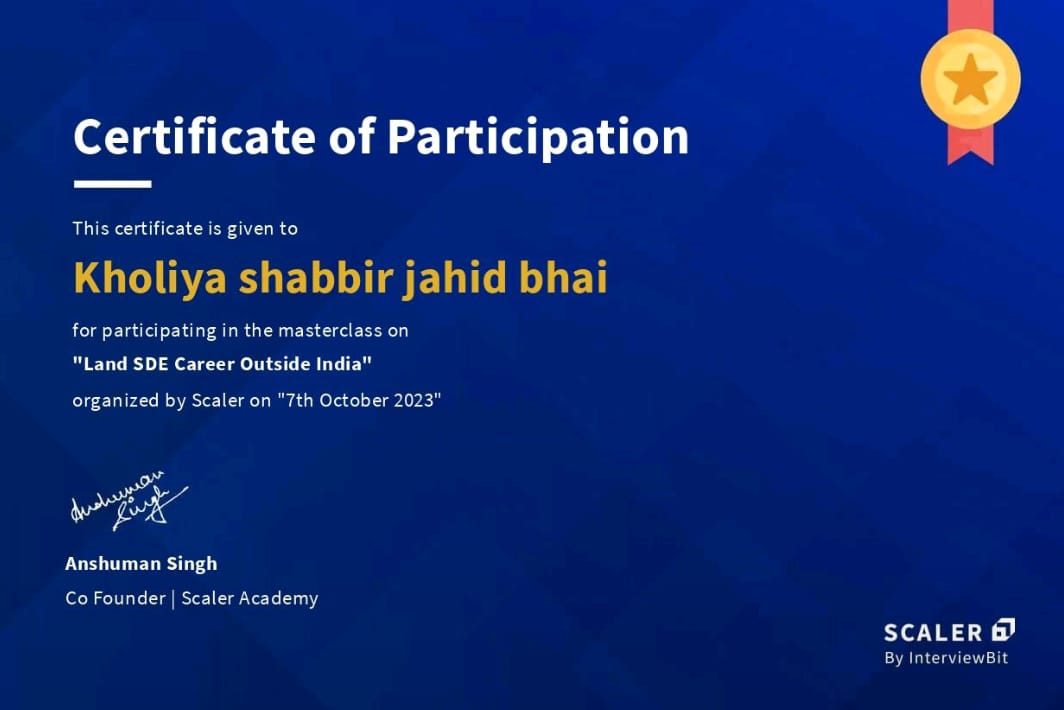 Certificate of Participation
This certificate is given to
Kholiya shabbir jahid bhai
for participating in the masterclass on
"Land SDE Career Outside India"
organized by Scaler on "7th October 2023"
Anshuman
Singh
Anshuman Singh
Co Founder | Scaler Academy
SCALER
By InterviewBit